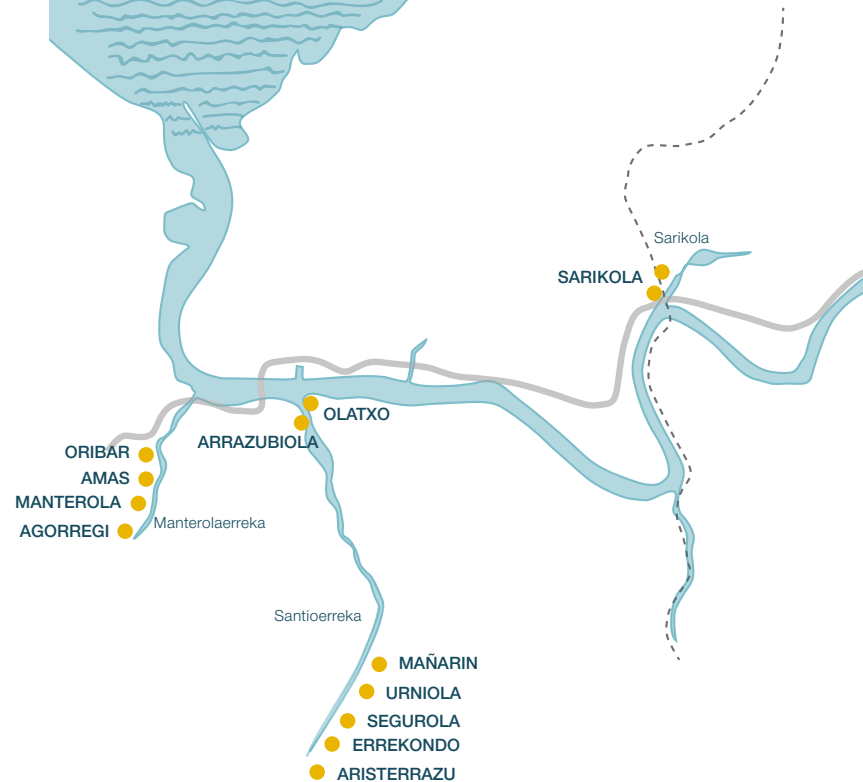 Sarikola
SARIKOLA
OLATXO
ARRAZUBIOLA
ORIBAR
AMAS
MANTEROLA
Manterolaerreka
AGORREGI
Santioerreka
MAÑARIN
URNIOLA
SEGUROLA
ERREKONDO
ARISTERRAZU